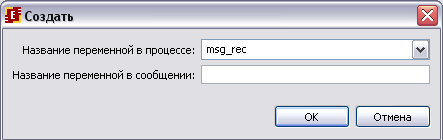 Создать
Название переменной в процессе: msg_rec
Название переменной в сообщении:
OK Отмена